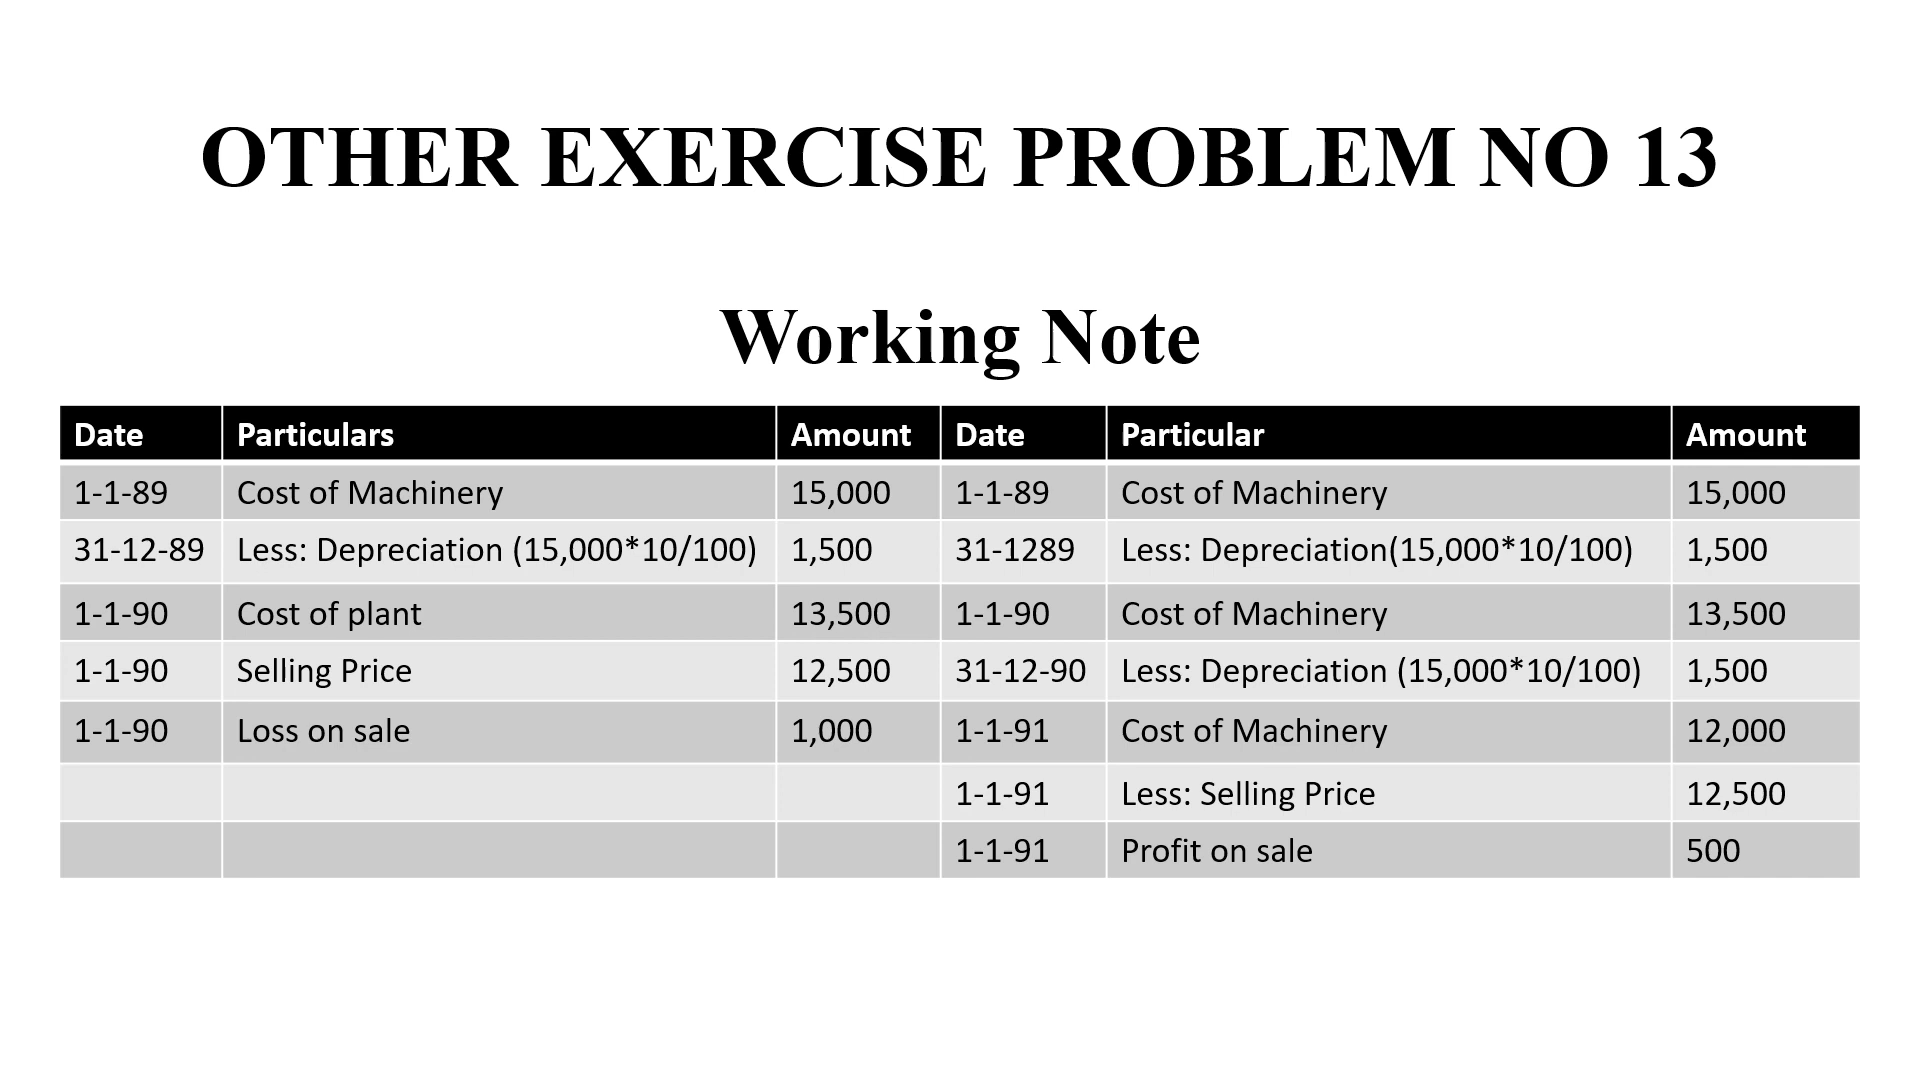 OTHER EXERCISE PROBLEM NO 13
Working Note
Date Particulars Amount Date Particular Amount
1-1-89 Cost of Machinery 15,000 1-1-89 Cost of Machinery 15,000
31-12-89 Less: Depreciation (15,000*10/100) 1,500 31-1289 Less: Depreciation(15,000*10/100) 1,500
1-1-90 Cost of plant 13,500 1-1-90 Cost of Machinery 13,500
1-1-90 Selling Price 12,500 31-12-90 Less: Depreciation (15,000*10/100) 1,500
1-1-90 Loss on sale 1,000 1-1-91 Cost of Machinery 12,000
1-1-91 Less: Selling Price 12,500
1-1-91 Profit on sale 500